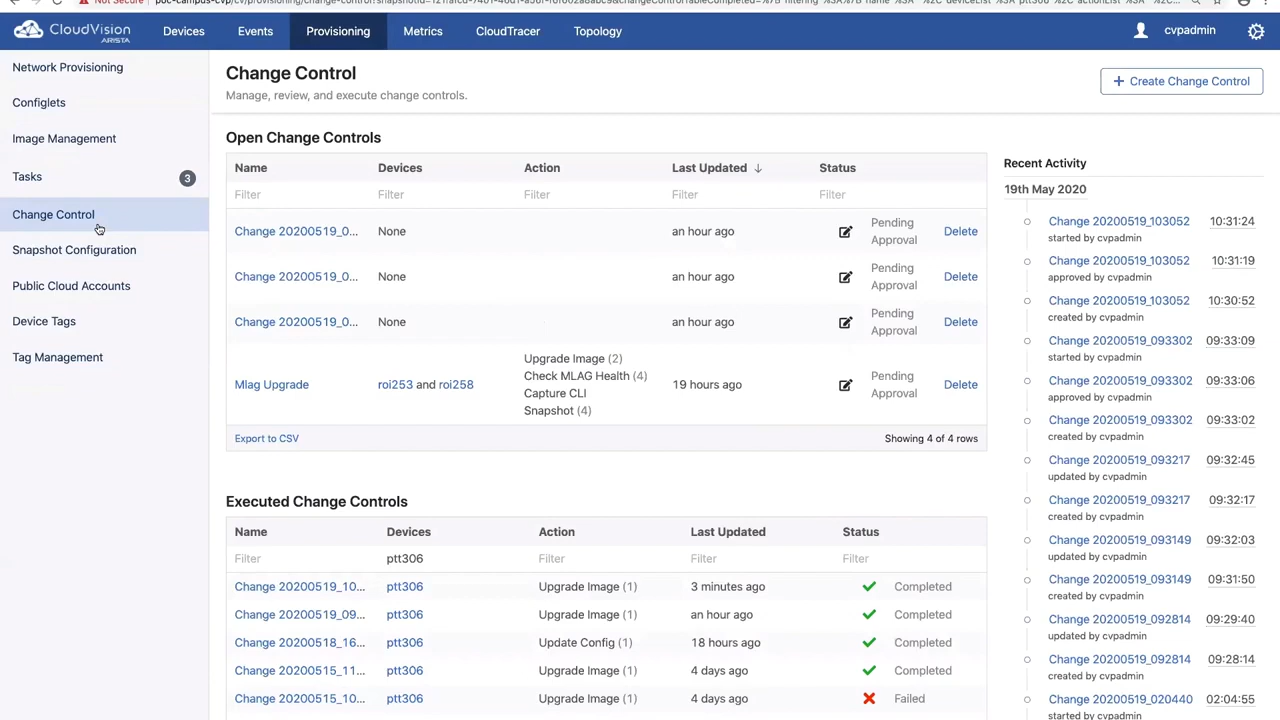 Not Secure
CloudVision
ARISTA
Devices
Events
Provisioning
Metrics
CloudTracer
Topology
cvpadmin
Network Provisioning
Configlets
Image Management
Tasks
3
Change Control
Snapshot Configuration
Public Cloud Accounts
Device Tags
Tag Management
Change Control
Manage, review, and execute change controls.
+ Create Change Control
Open Change Controls
Name Devices Action Last Updated ↓ Status
Filter Filter Filter Filter Filter
Change 20200519_0... None an hour ago Pending Approval Delete
Change 20200519_0... None an hour ago Pending Approval Delete
Change 20200519_0... None an hour ago Pending Approval Delete
Mlag Upgrade roi253 and roi258
Upgrade Image (2)
Check MLAG Health (4)
Capture CLI
Snapshot (4)
19 hours ago Pending Approval Delete
Export to CSV Showing 4 of 4 rows
Executed Change Controls
Name Devices Action Last Updated Status
Filter ptt306 Filter Filter Filter
Change 20200519_10... ptt306 Upgrade Image (1) 3 minutes ago Completed
Change 20200519_09... ptt306 Upgrade Image (1) an hour ago Completed
Change 20200518_16... ptt306 Update Config (1) 18 hours ago Completed
Change 20200515_11... ptt306 Upgrade Image (1) 4 days ago Completed
Change 20200515_10... ptt306 Upgrade Image (1) 4 days ago Failed
Recent Activity
19th May 2020
Change 20200519_103052 10:31:24
started by cvpadmin
Change 20200519_103052 10:31:19
approved by cvpadmin
Change 20200519_103052 10:30:52
created by cvpadmin
Change 20200519_093302 09:33:09
started by cvpadmin
Change 20200519_093302 09:33:06
approved by cvpadmin
Change 20200519_093302 09:33:02
created by cvpadmin
Change 20200519_093217 09:32:45
updated by cvpadmin
Change 20200519_093217 09:32:17
created by cvpadmin
Change 20200519_093149 09:32:03
updated by cvpadmin
Change 20200519_093149 09:31:50
created by cvpadmin
Change 20200519_092814 09:29:40
updated by cvpadmin
Change 20200519_092814 09:28:14
created by cvpadmin
Change 20200519_020440 02:04:55
started by cvpadmin